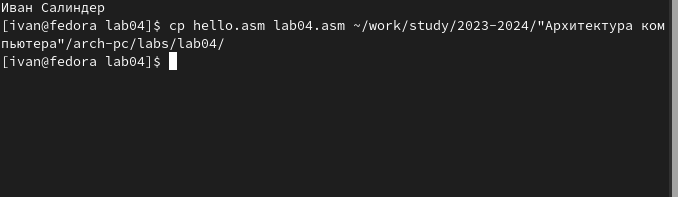 Иван Салиндер
[ivan@fedora lab04]$ cp hello.asm lab04.asm ~/work/study/2023-2024/"Архитектура ком
пьютера"/arch-pc/labs/lab04/
[ivan@fedora lab04]$